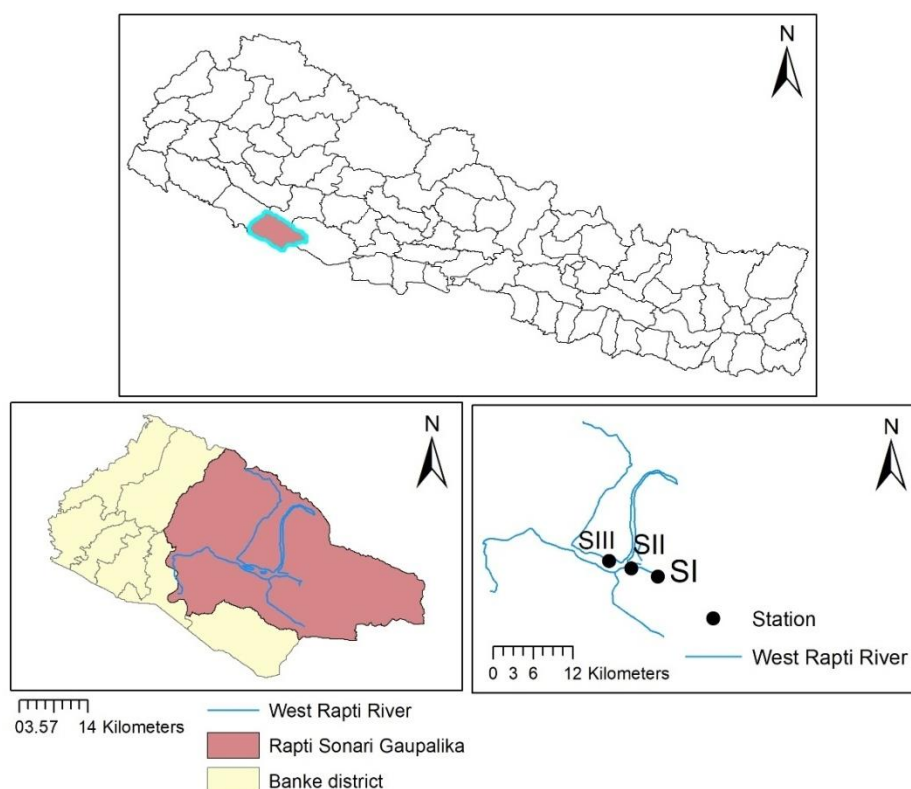 N
N
N
SIII
SII
SI
Station
West Rapti River
0 3 6 12 Kilometers
03.57 14 Kilometers
West Rapti River
Rapti Sonari Gaupalika
Banke district